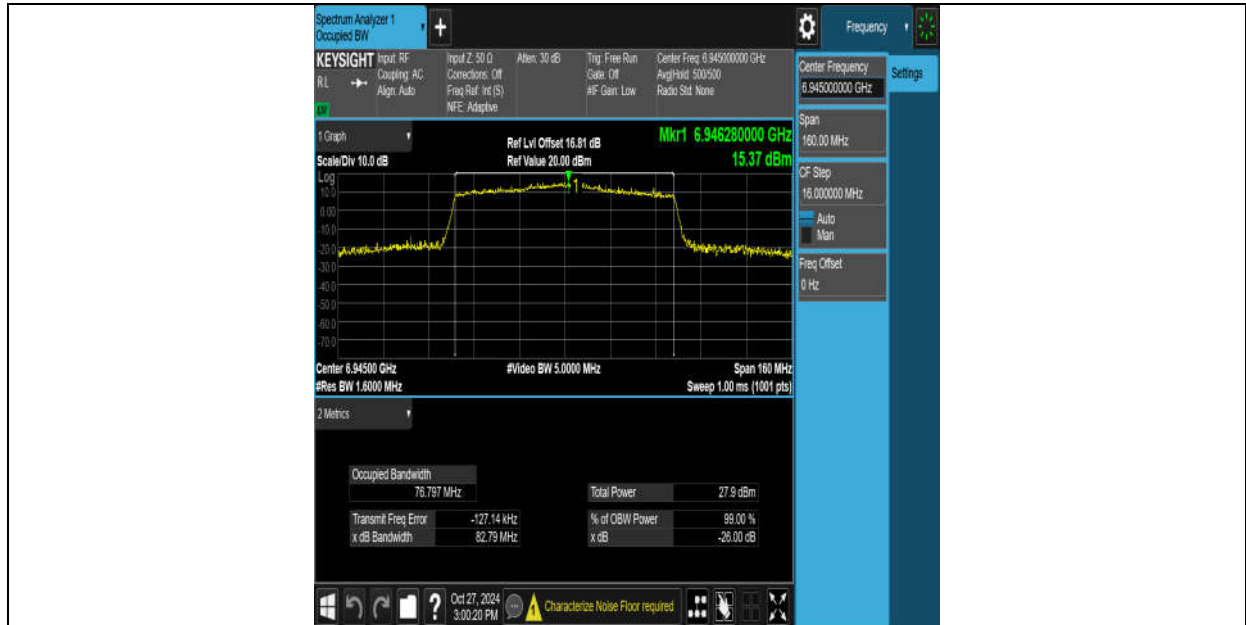 Spectrum Analyzer 1
Occupied BW
+
Frequency
KEYSIGHT
RL
Input: RF
Coupling: AC
Align: Auto
Input Z: 50 Ω
Corrections: Off
Freq Ref: Int (S)
NFE: Adaptive
Atten: 30 dB
Trig: Free Run
Gate: Off
#IF Gain: Low
Center Freq: 6.945000000 GHz
Avg|Hold: 500/500
Radio Std: None
Center Frequency
6.945000000 GHz
Settings
Span
160.00 MHz
CF Step
16.000000 MHz
Auto
Man
Freq Offset
0 Hz
1 Graph
Scale/Div 10.0 dB
Ref Lvl Offset 16.81 dB
Ref Value 20.00 dBm
Mkr1 6.946280000 GHz
15.37 dBm
Log
10.0
0.00
-10.0
-20.0
-30.0
-40.0
-50.0
-60.0
-70.0
1
Center 6.94500 GHz
#Res BW 1.6000 MHz
#Video BW 5.0000 MHz
Span 160 MHz
Sweep 1.00 ms (1001 pts)
2 Metrics
Occupied Bandwidth
76.797 MHz
Total Power 27.9 dBm
Transmit Freq Error -127.14 kHz
% of OBW Power 99.00 %
x dB Bandwidth 82.79 MHz
x dB -26.00 dB
?
Oct 27, 2024
3:00:20 PM
Characterize Noise Floor required